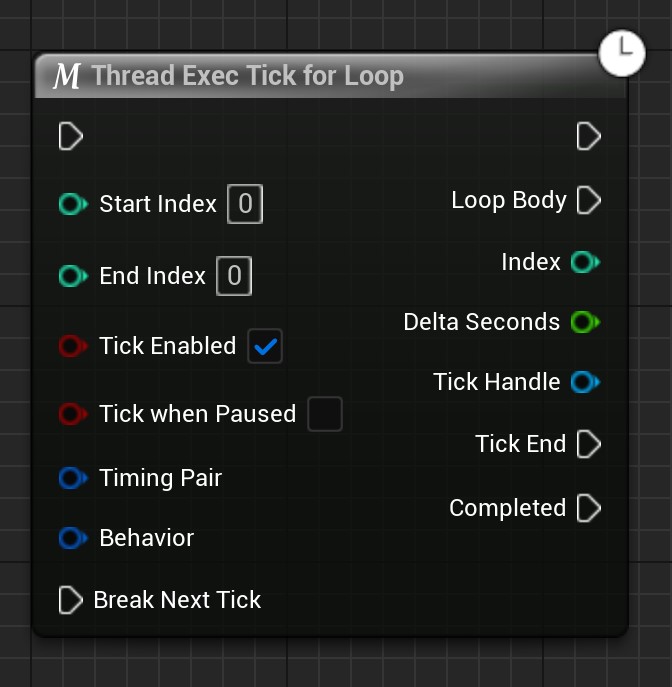 M Thread Exec Tick for Loop
Start Index 0
Loop Body
End Index 0
Index
Tick Enabled
Delta Seconds
Tick when Paused
Tick Handle
Timing Pair
Tick End
Behavior
Completed
Break Next Tick